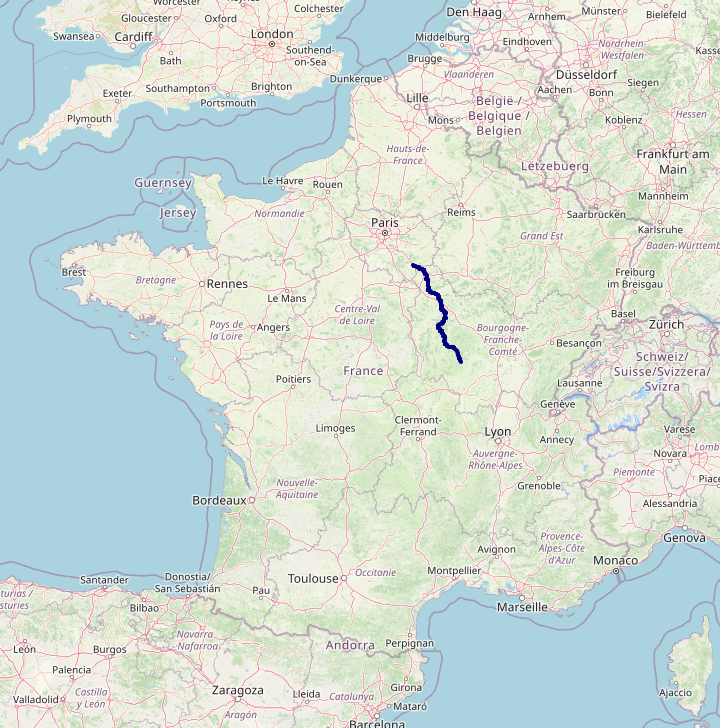 Worcester
Colchester
Gloucester
Oxford
Swansea
Cardiff
London
Bath
Southend-
on-Sea
Exeter
Southampton
Brighton
Portsmouth
Plymouth
Den Haag
Arnhem
Münster
Bielefeld
Middelburg
Eindhoven
Brugge
Vlaanderen
Nordrhein-
Westfalen
Düsseldorf
Dunkerque
Aachen
Bonn
Siegen
Lille
België /
Belgique /
Belgien
Mons
Koblenz
Hessen
Hauts-de-
France
Lëtzebuerg
Frankfurt am
Main
Guernsey
Jersey
Le Havre
Rouen
Normandie
Paris
Reims
Saarbrücken
Mannheim
Karlsruhe
Grand Est
Baden-Württemb
Brest
Bretagne
Rennes
Le Mans
Freiburg
im Breisgau
Basel
Zürich
Pays de
la Loire
Angers
Centre-Val
de Loire
Bourgogne-
Franche-
Comté
Besançon
Schweiz/
Suisse/Svizzera/
Svizra
Poitiers
France
Lausanne
Genève
Limoges
Clermont-
Ferrand
Lyon
Annecy
Varese
Novara
Lomb
Auvergne-
Rhône-Alpes
Piemonte
Piace
Nouvelle-
Aquitaine
Grenoble
Alessandria
Bordeaux
Genova
Avignon
Provence-
Alpes-Côte
d'Azur
Monaco
Santander
Donostia/
San Sebastián
Toulouse
Occitanie
Montpellier
Bilbao
Pau
Marseille
turias /
sturies
Navarra
- Nafarroa
Andorra
Perpignan
León
Burgos
Palencia
Girona
Ajaccio
Valladolid
Castilla
y León
Zaragoza
Lleida
Catalunya
Mataró
Aragón
Barcelona